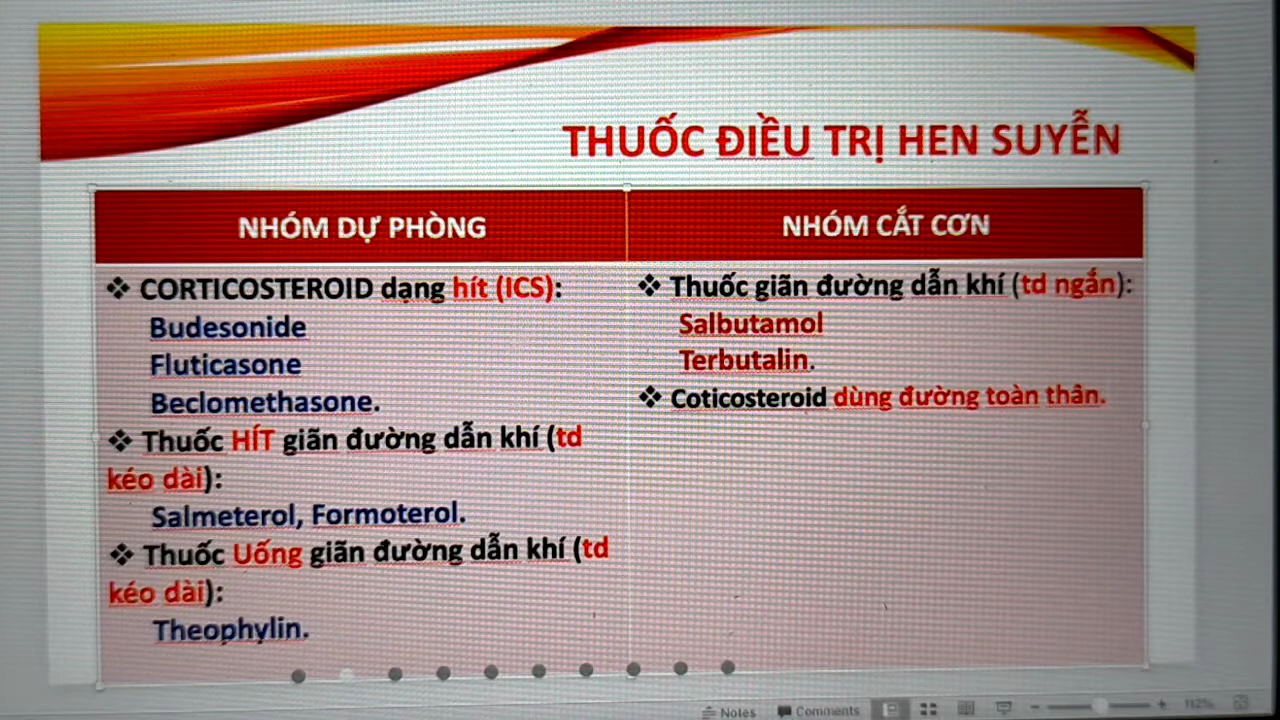 THUỐC ĐIỀU TRỊ HEN SUYỄN
NHÓM DỰ PHÒNG
❖ CORTICOSTEROID dạng hít (ICS):
Budesonide
Fluticasone
Beclomethasone.
❖ Thuốc HÍT giãn đường dẫn khí (td
kéo dài):
Salmeterol, Formoterol.
❖ Thuốc Uống giãn đường dẫn khí (td
kéo dài):
Theophylin.
NHÓM CẮT CƠN
❖ Thuốc giãn đường dẫn khí (td ngắn):
Salbutamol
Terbutalin.
❖ Coticosteroid dùng đường toàn thân.
Notes
Comments
112%